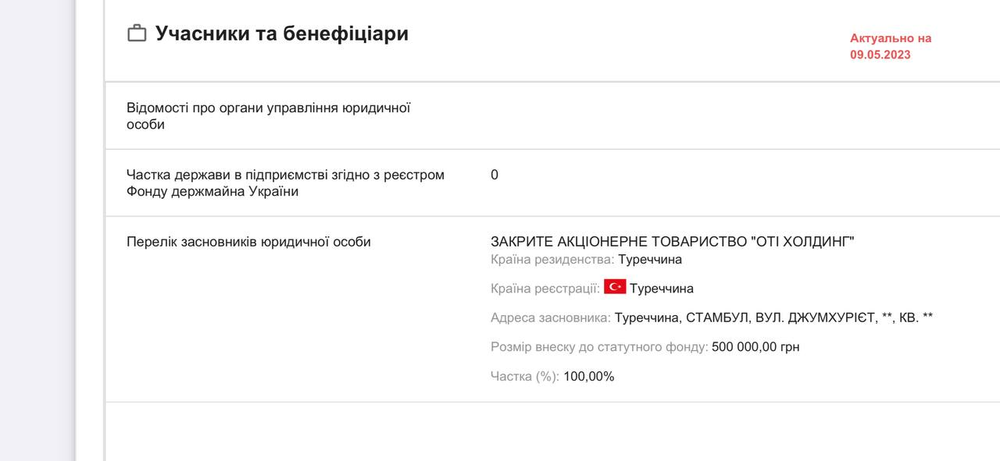 Учасники та бенефіціари
Актуально на
09.05.2023
Відомості про органи управління юридичної
особи
Частка держави в підприємстві згідно з реєстром
Фонду держмайна України
0
Перелік засновників юридичної особи
ЗАКРИТЕ АКЦІОНЕРНЕ ТОВАРИСТВО "ОТІ ХОЛДИНГ"
Країна резиденства: Туреччина
Країна реєстрації: Туреччина
Адреса засновника: Туреччина, СТАМБУЛ, ВУЛ. ДЖУМХУРІЄТ, **, КВ. **
Розмір внеску до статутного фонду: 500 000,00 грн
Частка (%): 100,00%